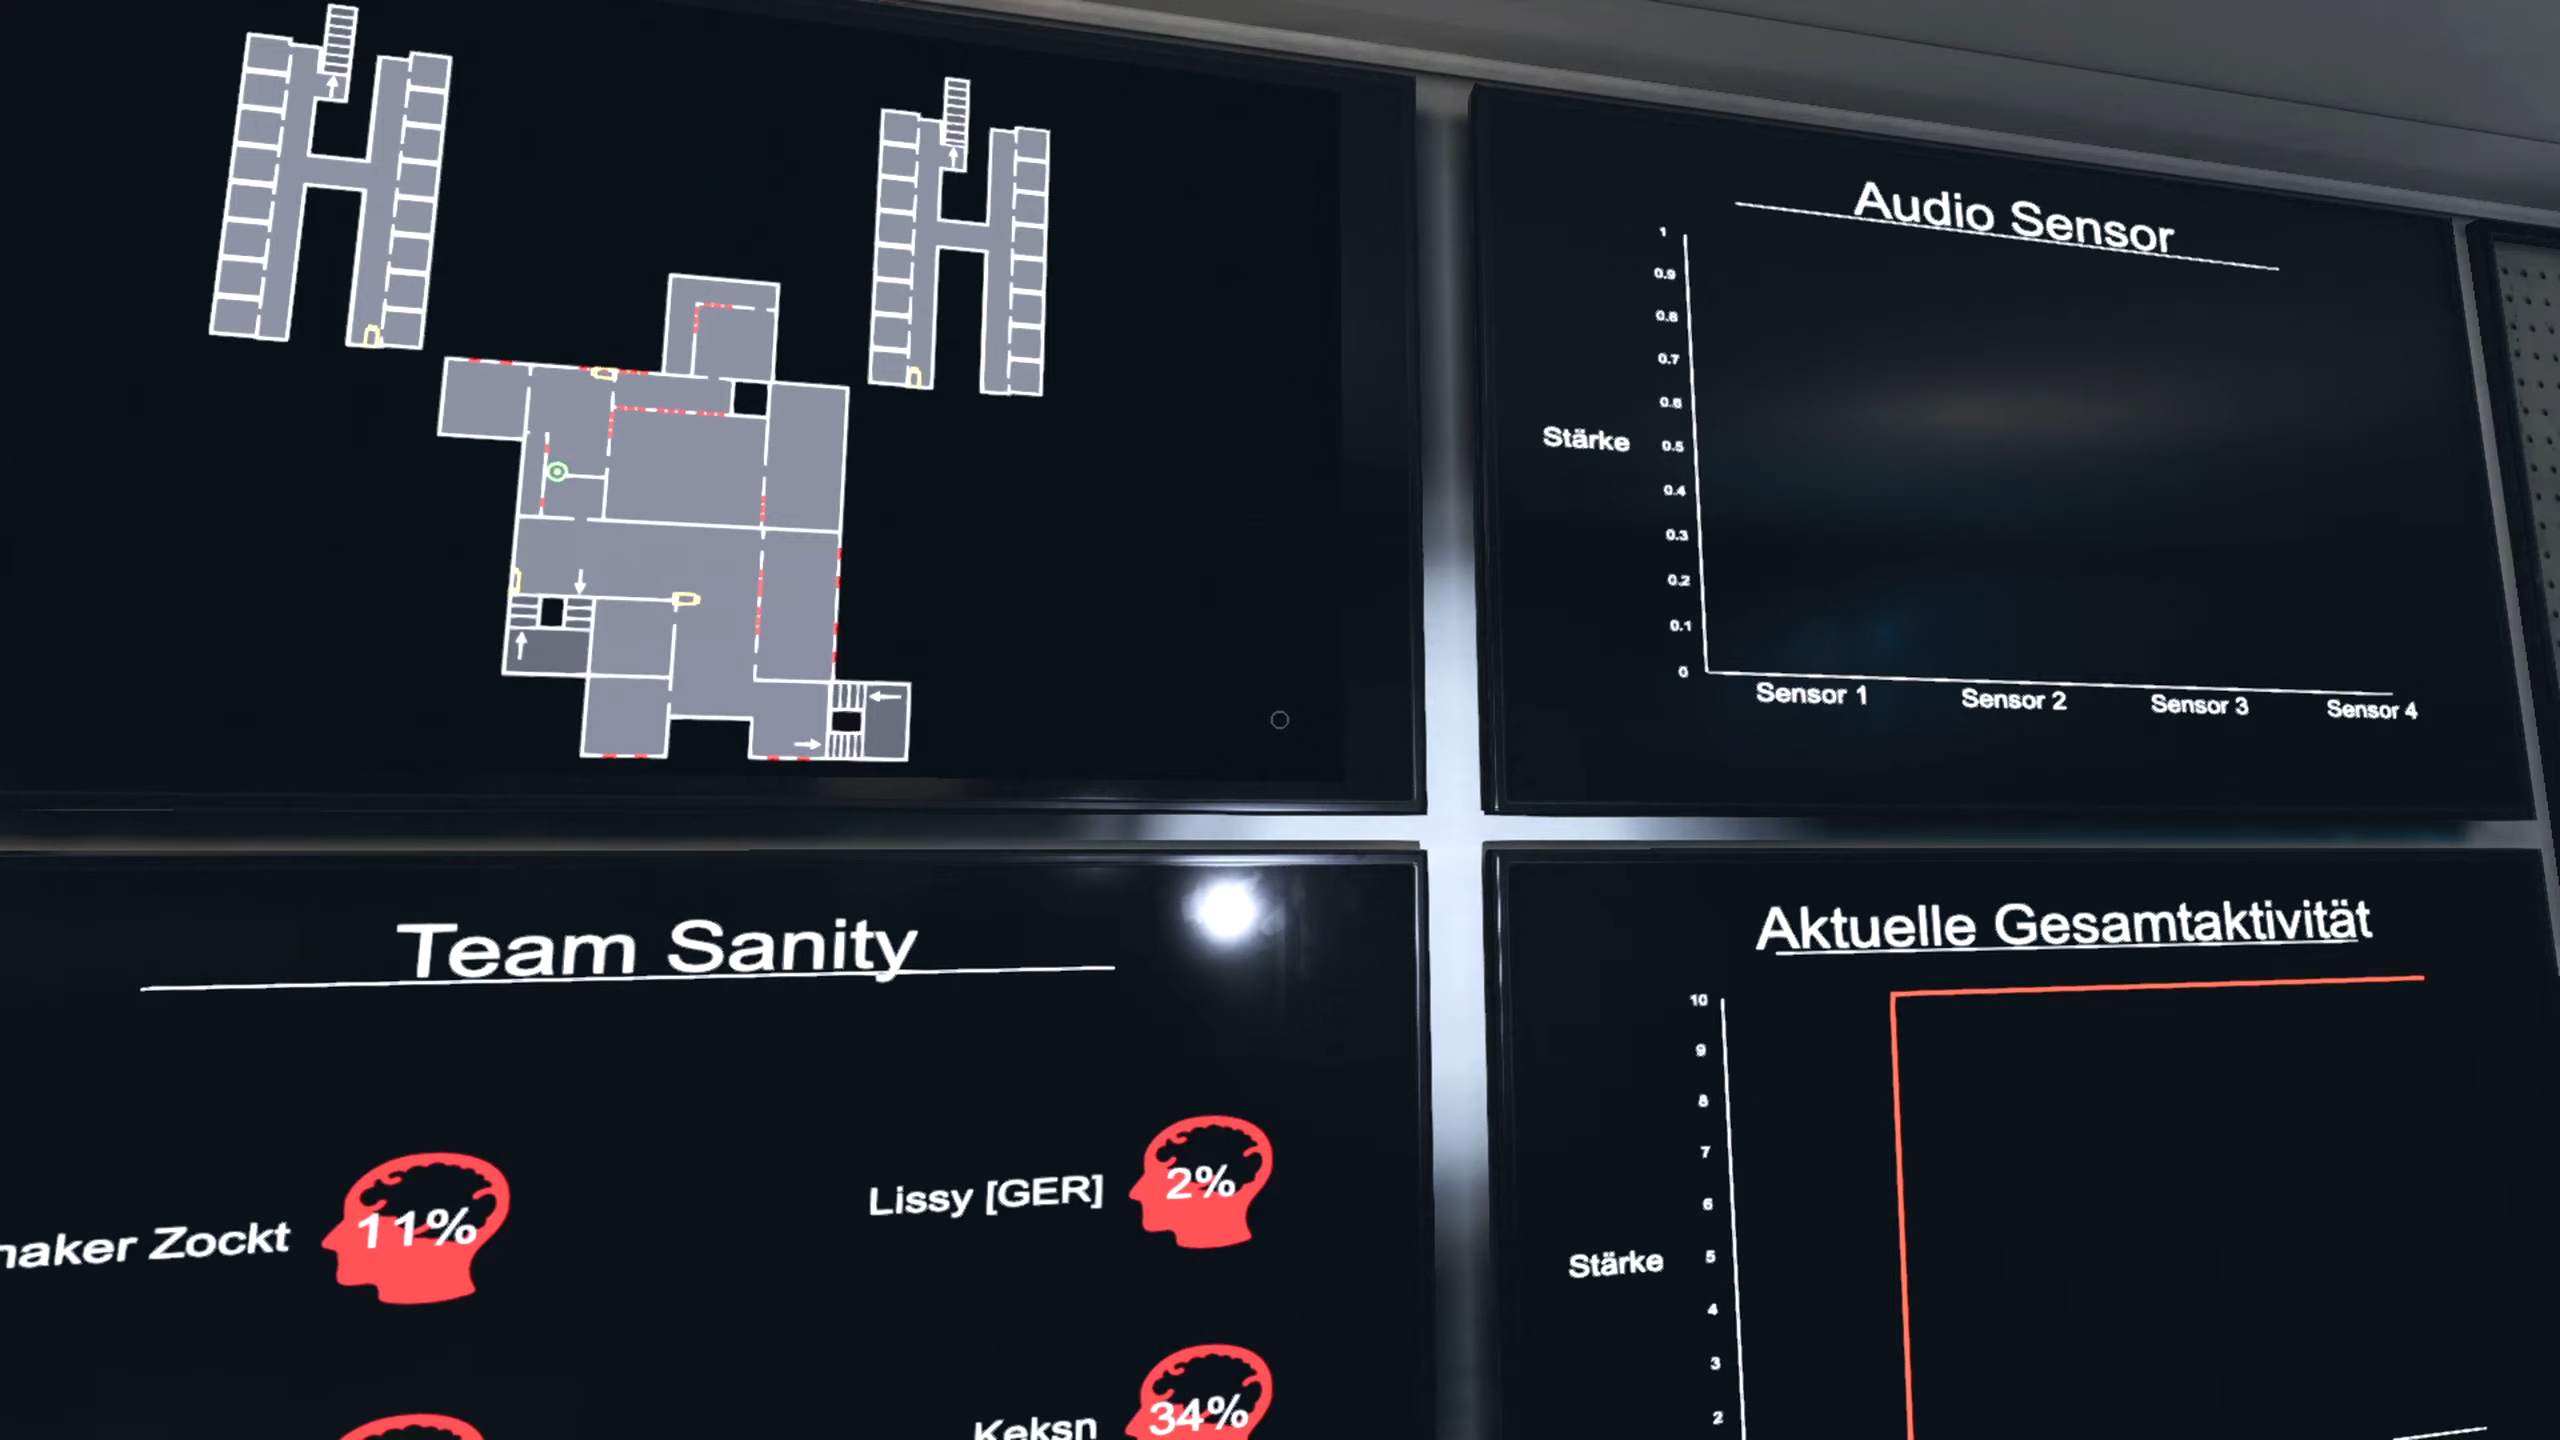 Audio Sensor
1
0.9
0.8
0.7
0.6
Stärke
0.5
0.4
0.3
0.2
0.1
0
Sensor 1
Sensor 2
Sensor 3
Sensor 4
Team Sanity
naker Zockt
11%
Lissy [GER]
2%
Keksn
34%
Aktuelle Gesamtaktivität
10
9
8
7
6
Stärke
5
4
3
2